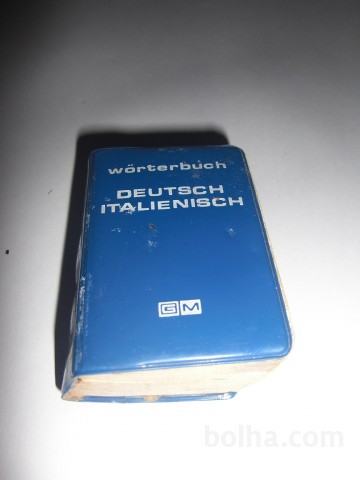 wörterbuch
DEUTSCH
ITALIENISCH
GM
bolha.com